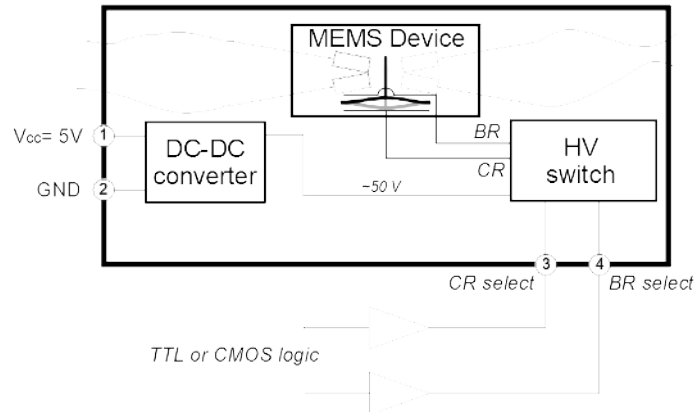 MEMS Device
BR
CR
Vcc= 5V
1
DC-DC
converter
HV
switch
GND
2
~50 V
3
4
CR select
BR select
TTL or CMOS logic